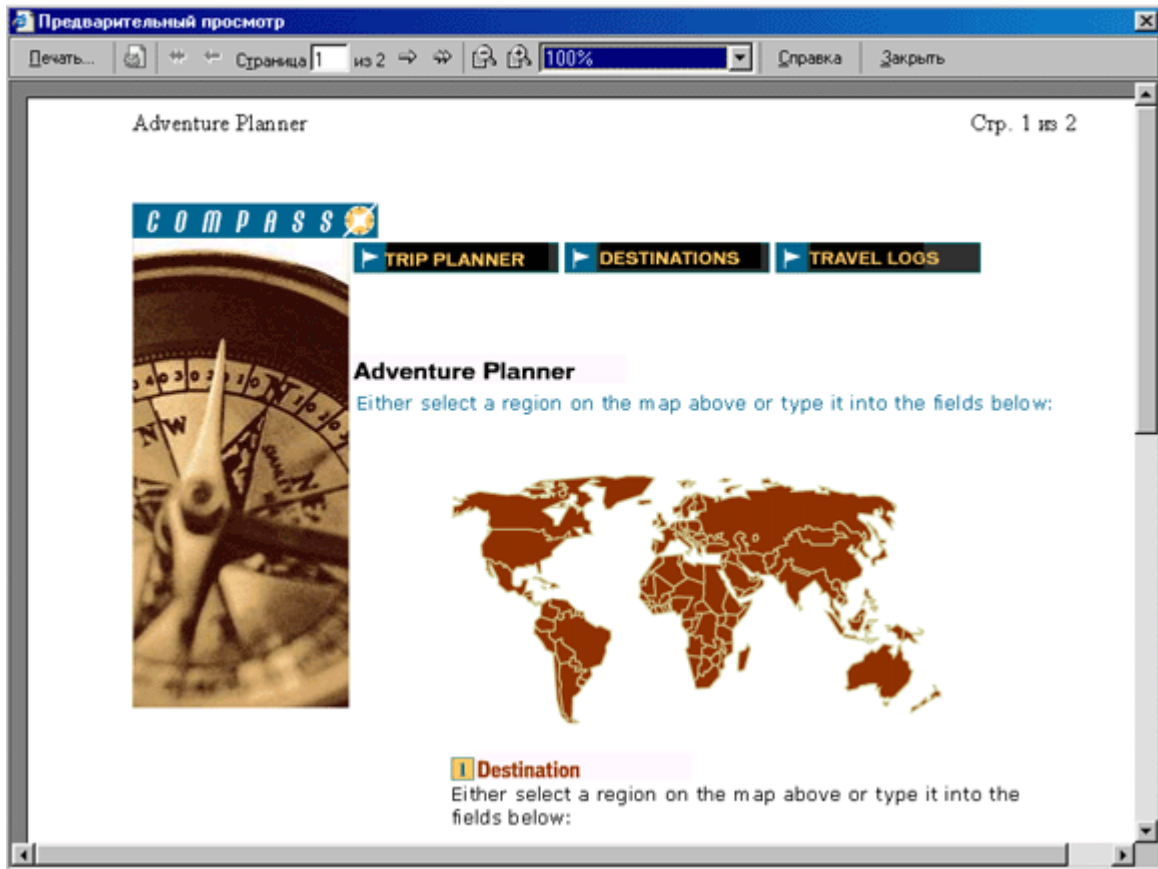 Предварительный просмотр
Печать... Страница 1 из 2 100% Справка Закрыть
Adventure Planner Стр. 1 из 2
COMPASS
TRIP PLANNER DESTINATIONS TRAVEL LOGS
Adventure Planner
Either select a region on the map above or type it into the fields below:
N W
N
N
1 Destination
Either select a region on the map above or type it into the
fields below: